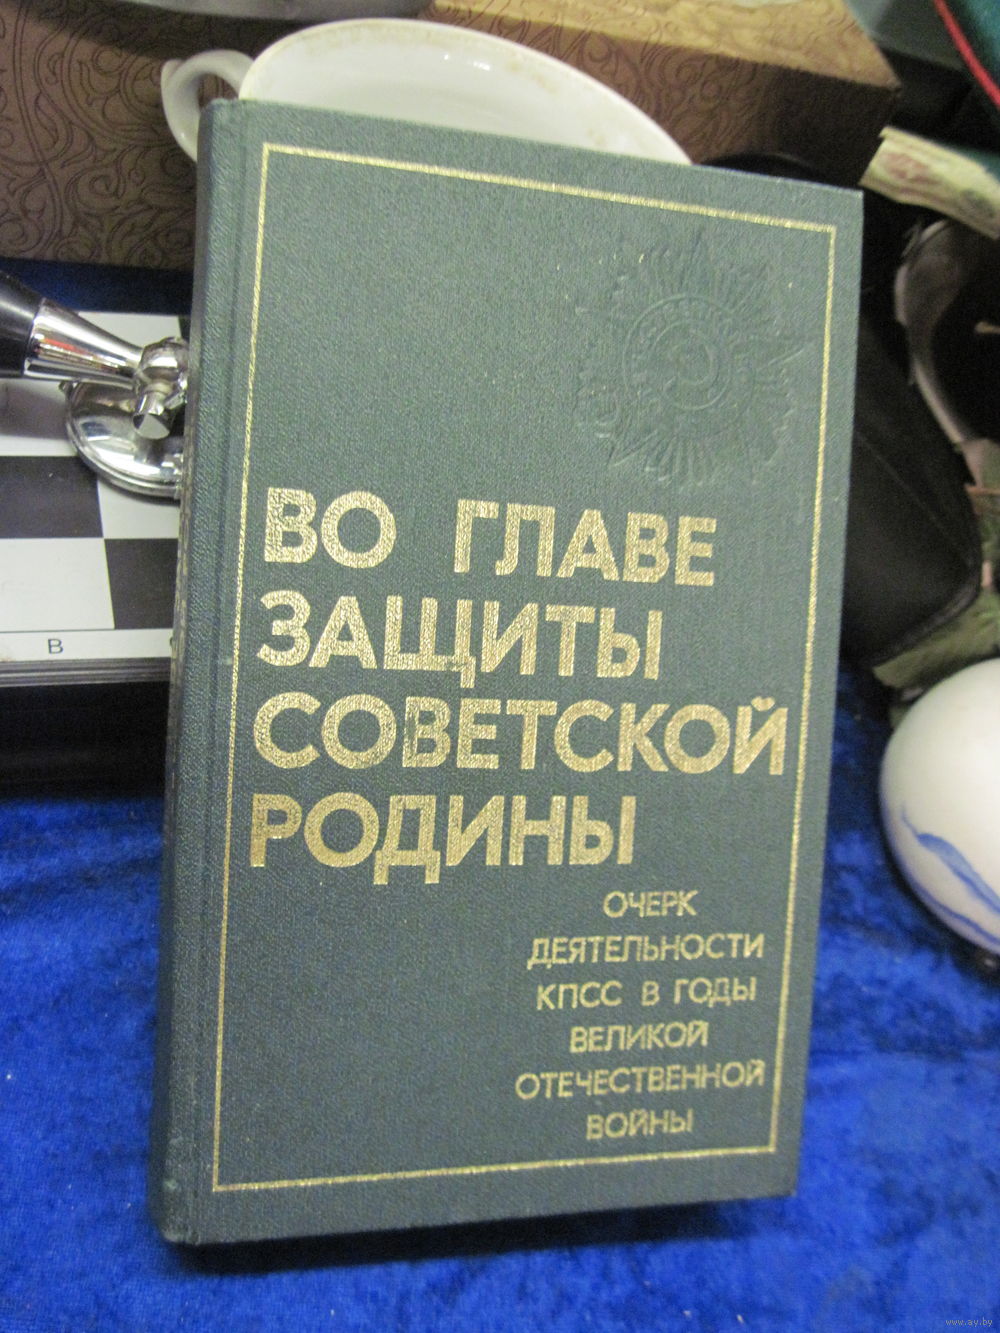 ВО ГЛАВЕ
ЗАЩИТЫ
СОВЕТСКОЙ
РОДИНЫ
ОЧЕРК
ДЕЯТЕЛЬНОСТИ
КПСС В ГОДЫ
ВЕЛИКОЙ
ОТЕЧЕСТВЕННОЙ
ВОЙНЫ
B
www.ay.by